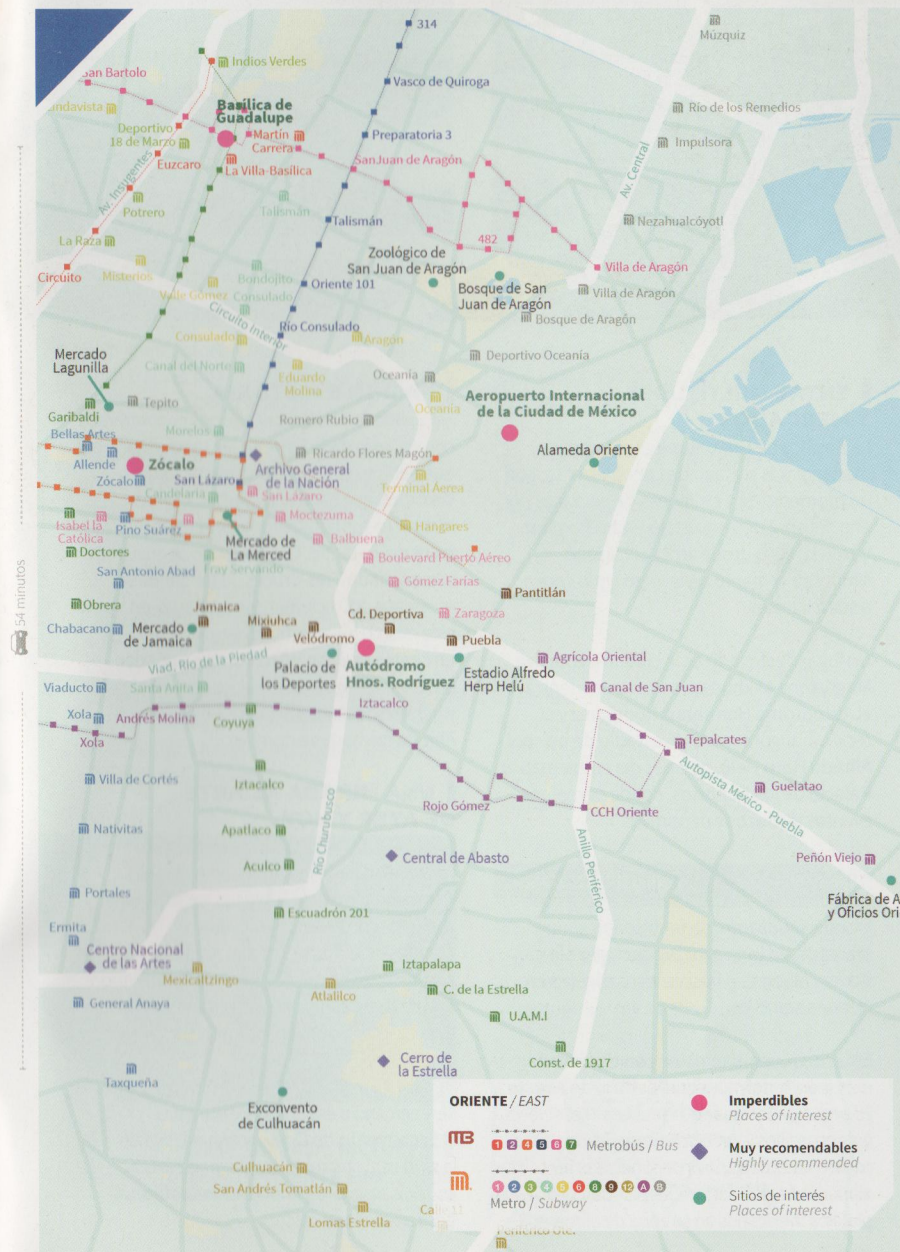 314
Múzquiz
Indios Verdes
San Bartolo
Vasco de Quiroga
Basílica de
Guadalupe
Río de los Remedios
Deportivo
18 de Marzo
Martín
Carrera
Preparatoria 3
Impulsora
Euzcaro
La Villa-Basílica
San Juan de Aragón
Av. Central
Av. Insurgentes
Potrero
Talismán
Talismán
Nezahualcóyotl
La Raza
482
Zoológico de
San Juan de Aragón
Villa de Aragón
Circuito
Misterios
Bondojito
Oriente 101
Bosque de San
Juan de Aragón
Villa de Aragón
Valle Gómez
Consulado
Circuito Interior
Río Consulado
Bosque de Aragón
Consulado
Aragón
Mercado
Lagunilla
Canal del Norte
Eduardo
Molina
Oceanía
Deportivo Oceanía
Tepito
Oceanía
Aeropuerto Internacional
de la Ciudad de México
Garibaldi
Romero Rubio
Bellas Artes
Morelos
Ricardo Flores Magón
Alameda Oriente
Allende
Zócalo
Archivo General
de la Nación
Zócalo
San Lázaro
Terminal Aérea
Candelaria
San Lázaro
Isabel la
Católica
Pino Suárez
Moctezuma
Hangares
Doctores
Mercado de
La Merced
Balbuena
Boulevard Puerto Aéreo
San Antonio Abad
Fray Servando
Gómez Farías
54 minutos
Pantitlán
Obrera
Jamaica
Mixiuhca
Cd. Deportiva
Zaragoza
Chabacano
Mercado
de Jamaica
Velódromo
Puebla
Viad. Río de la Piedad
Palacio de
los Deportes
Autódromo
Hnos. Rodríguez
Estadio Alfredo
Herp Helú
Agrícola Oriental
Viaducto
Santa Anita
Canal de San Juan
Xola
Andrés Molina
Coyuya
Iztacalco
Xola
Tepalcates
Villa de Cortés
Iztacalco
Autopista México - Puebla
Guelatao
Rojo Gómez
CCH Oriente
Nativitas
Apatlaco
Río Churubusco
Anillo Periférico
Aculco
Central de Abasto
Peñón Viejo
Portales
Fábrica de A
y Oficios Ori
Escuadrón 201
Ermita
Centro Nacional
de las Artes
Mexicaltzingo
Iztapalapa
General Anaya
Atlalilco
C. de la Estrella
U.A.M.I
Const. de 1917
Taxqueña
Cerro de
la Estrella
Exconvento
de Culhuacán
ORIENTE / EAST
Imperdibles
Places of interest
MB
1 2 4 5 6 7 Metrobús / Bus
Muy recomendables
Highly recommended
Culhuacán
1 2 3 4 5 6 8 9 12 A B
San Andrés Tomatlán
Metro / Subway
Sitios de interés
Places of interest
Lomas Estrella